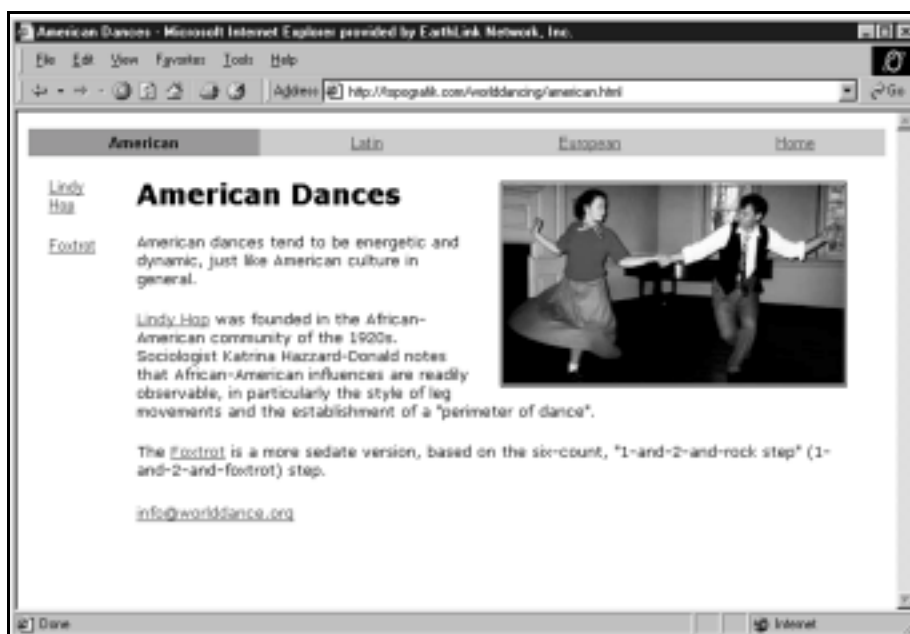 American Dances - Microsoft Internet Explorer provided by EarthLink Network, Inc.
File Edit View Favorites Tools Help
Address http://topografik.com/worlddancing/american.html Go
American Latin European Home
Lindy
Hop
Foxtrot
American Dances
American dances tend to be energetic and
dynamic, just like American culture in
general.
Lindy Hop was founded in the African-
American community of the 1920s.
Sociologist Katrina Hazzard-Donald notes
that African-American influences are readily
observable, in particularly the style of leg
movements and the establishment of a "perimeter of dance".
The Foxtrot is a more sedate version, based on the six-count, "1-and-2-and-rock step" (1-
and-2-and-foxtrot) step.
info@worlddance.org
Done Internet